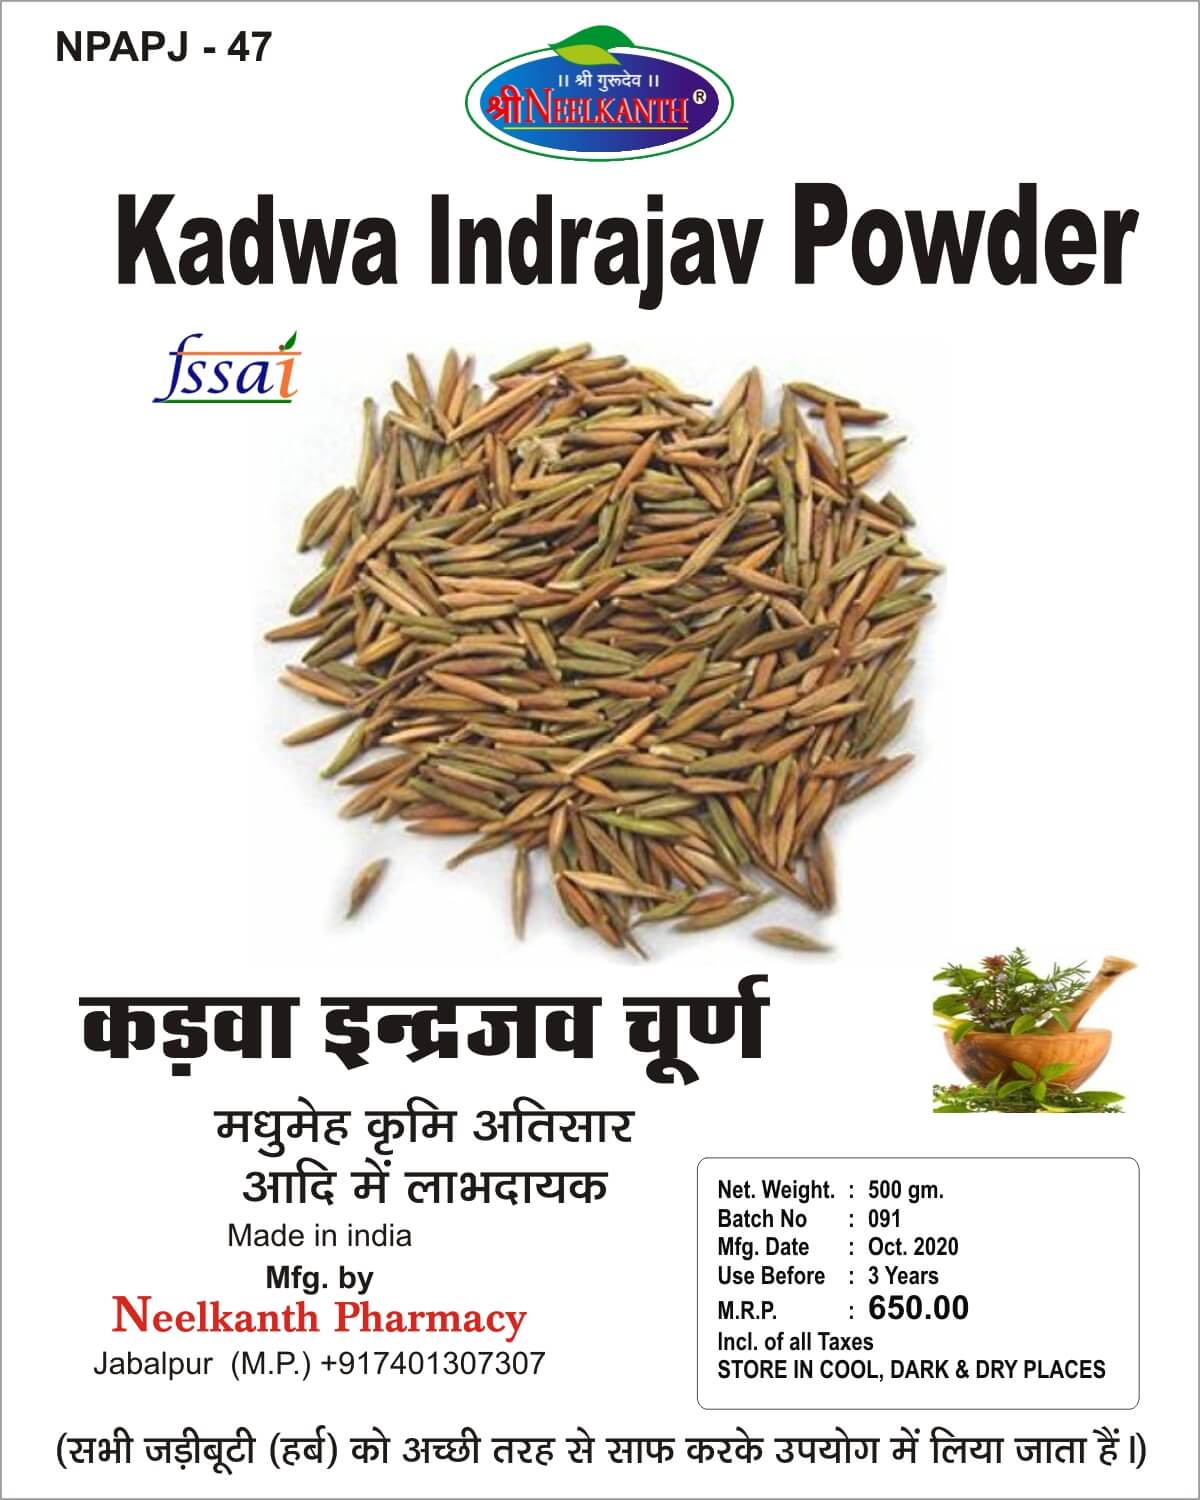 NPAPJ - 47
।। श्री गुरूदेव ।।
श्री NEELKANTH ®
Kadwa Indrajav Powder
fssai
कड़वा इन्द्रजव चूर्ण
मधुमेह कृमि अतिसार
आदि में लाभदायक
Made in india
Mfg. by
Neelkanth Pharmacy
Jabalpur (M.P.) +917401307307
Net. Weight. : 500 gm.
Batch No : 091
Mfg. Date : Oct. 2020
Use Before : 3 Years
M.R.P. : 650.00
Incl. of all Taxes
STORE IN COOL, DARK & DRY PLACES
(सभी जड़ीबूटी (हर्ब) को अच्छी तरह से साफ करके उपयोग में लिया जाता हैं।)